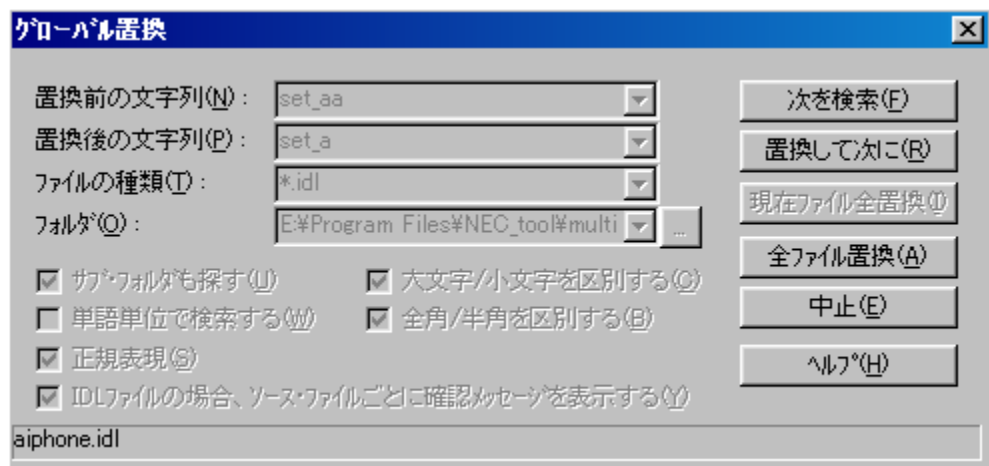 グローバル置換
置換前の文字列(N) : set_aa 次を検索(F)
置換後の文字列(P) : set_a 置換して次に(R)
ファイルの種類(T) : *.idl 現在ファイル全置換(I)
フォルダ(O) : E:¥Program Files¥NEC_tool¥multi ... 全ファイル置換(A)
サブ・フォルダも探す(U) 大文字/小文字を区別する(C) 中止(E)
単語単位で検索する(W) 全角/半角を区別する(B)
正規表現(S) ヘルプ(H)
IDLファイルの場合、ソース・ファイルごとに確認メッセージを表示する(Y)
aiphone.idl